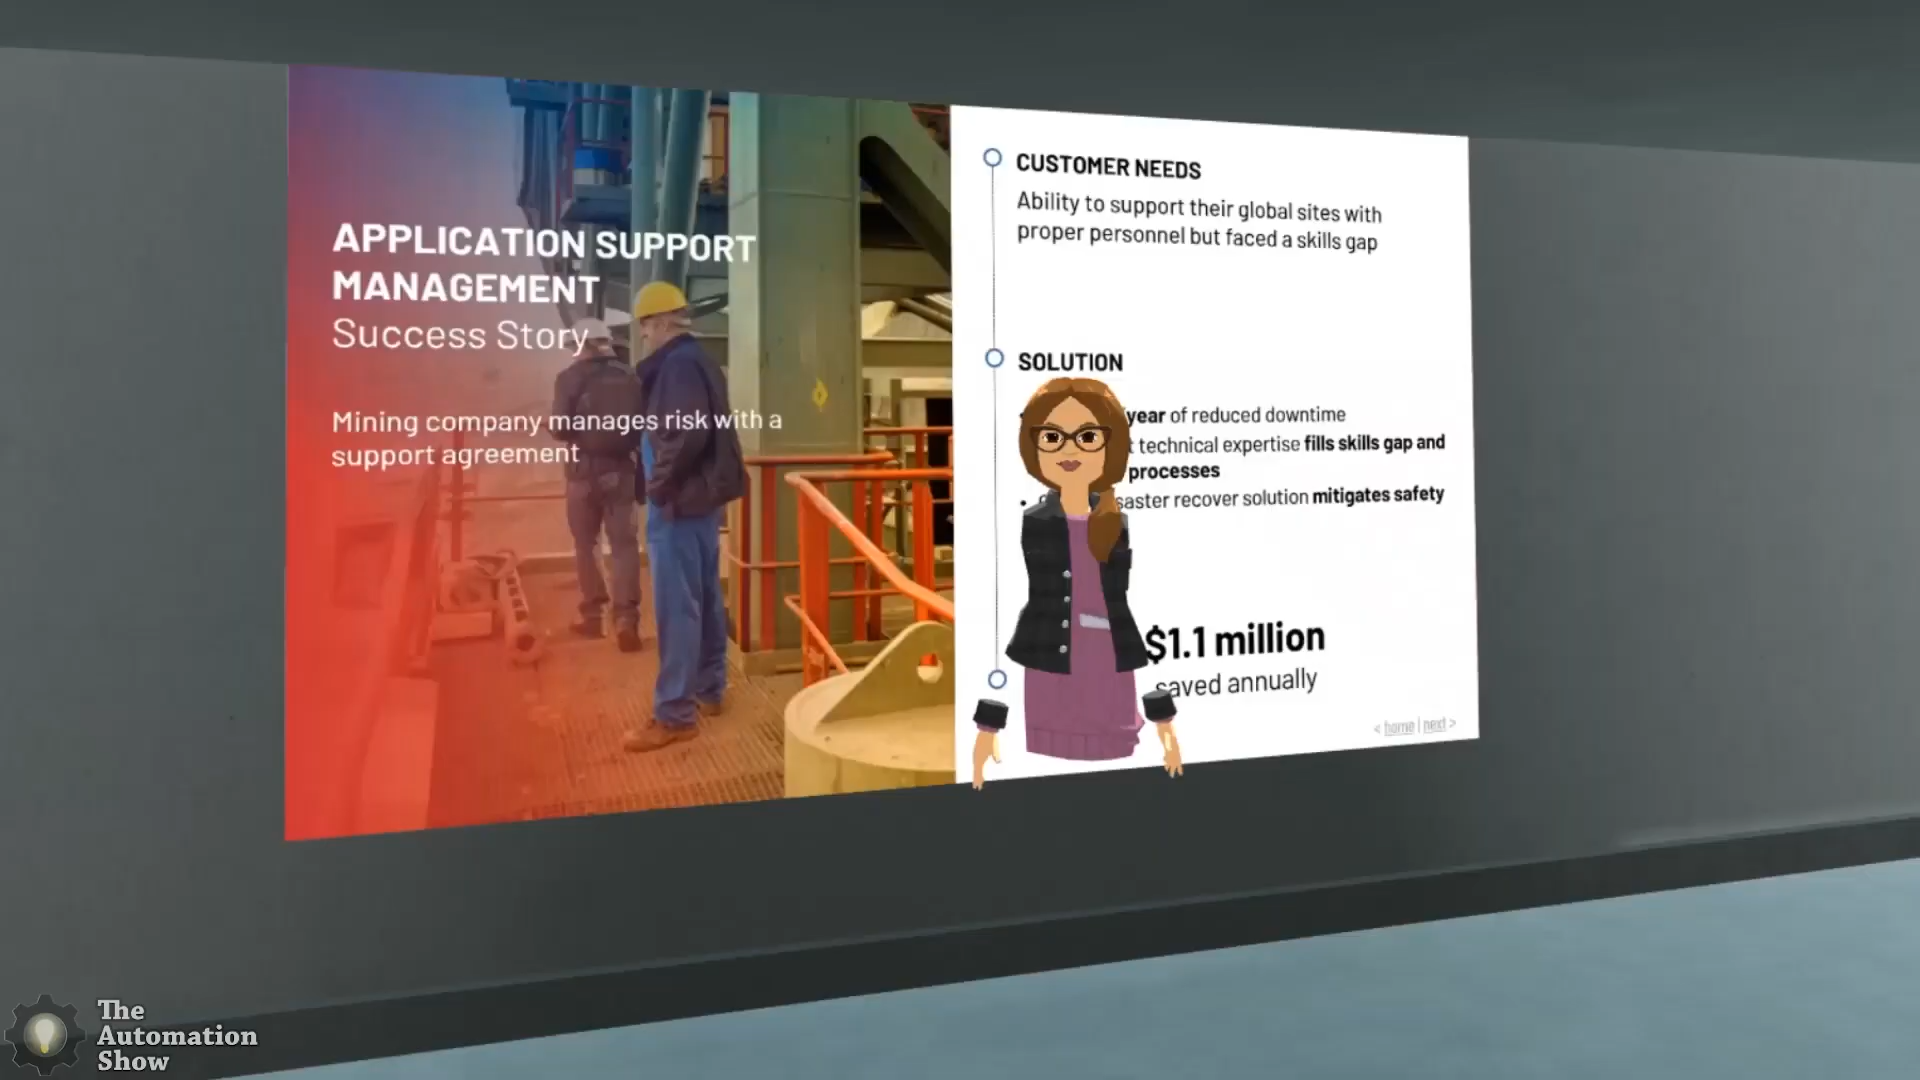 APPLICATION SUPPORT
MANAGEMENT
Success Story
Mining company manages risk with a
support agreement
CUSTOMER NEEDS
Ability to support their global sites with
proper personnel but faced a skills gap
SOLUTION
year of reduced downtime
technical expertise fills skills gap and
processes
recover solution mitigates safety
$1.1 million
saved annually
< home | next >
The
Automation
Show